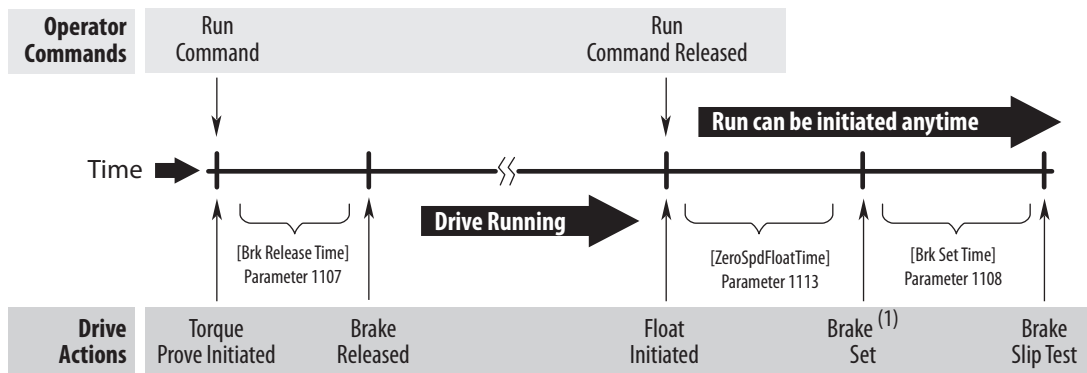 Operator
Commands
Run
Command
Run
Command Released
Run can be initiated anytime
Time
Drive Running
[Brk Release Time]
Parameter 1107
[ZeroSpdFloatTime]
Parameter 1113
[Brk Set Time]
Parameter 1108
Drive
Actions
Torque
Prove Initiated
Brake
Released
Float
Initiated
Brake (1)
Set
Brake
Slip Test